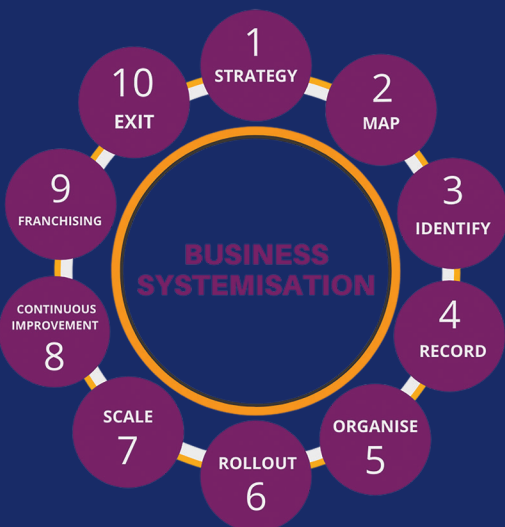 1
STRATEGY
2
MAP
3
IDENTIFY
4
RECORD
ORGANISE
5
ROLLOUT
6
SCALE
7
CONTINUOUS
IMPROVEMENT
8
9
FRANCHISING
10
EXIT
BUSINESS
SYSTEMISATION